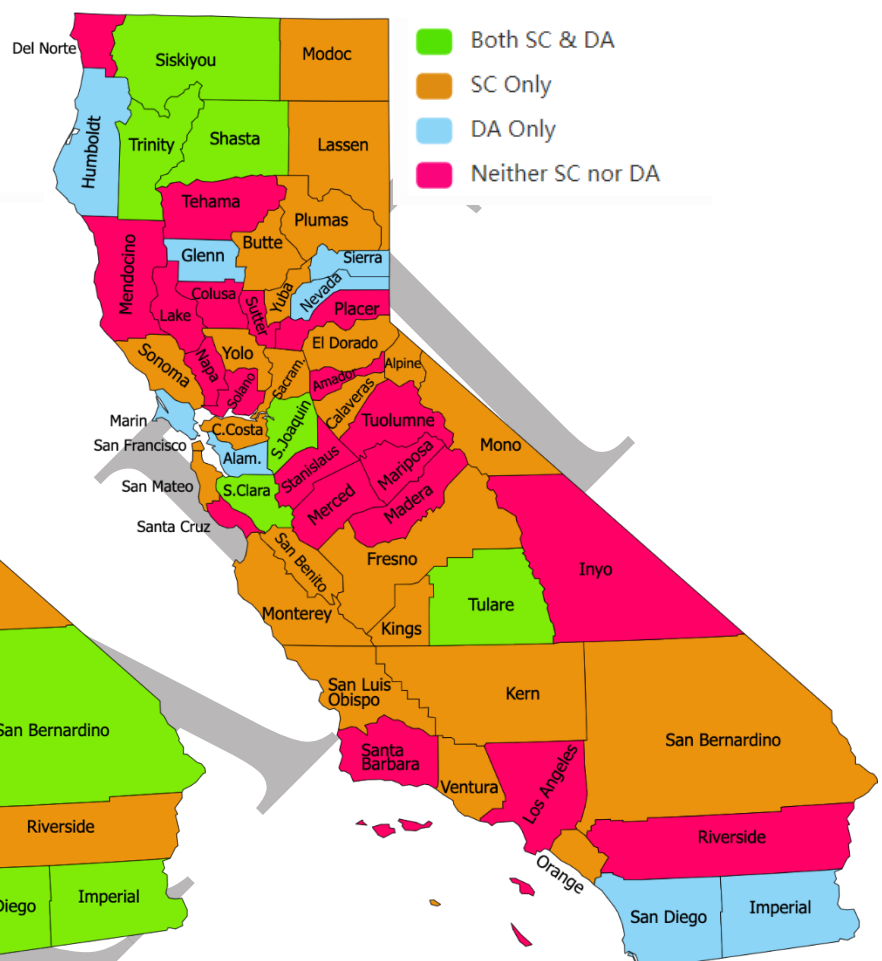 Both SC & DA
SC Only
DA Only
Neither SC nor DA
Del Norte
Siskiyou
Modoc
Humboldt
Trinity
Shasta
Lassen
Tehama
Plumas
Mendocino
Glenn
Butte
Sierra
Colusa
Yuba
Nevada
Lake
Sutter
Placer
Sonoma
Napa
Yolo
Solano
Sacram.
El Dorado
Amador
Alpine
Calaveras
Marin
C.Costa
S.Joaquin
Tuolumne
Mono
San Francisco
Alam.
Stanislaus
Mariposa
San Mateo
S.Clara
Merced
Madera
Santa Cruz
San Benito
Fresno
Inyo
Monterey
Kings
Tulare
San Luis
Obispo
Kern
San Bernardino
Santa
Barbara
Ventura
Los Angeles
Riverside
Orange
San Diego
Imperial
San Bernardino
Riverside
Diego
Imperial